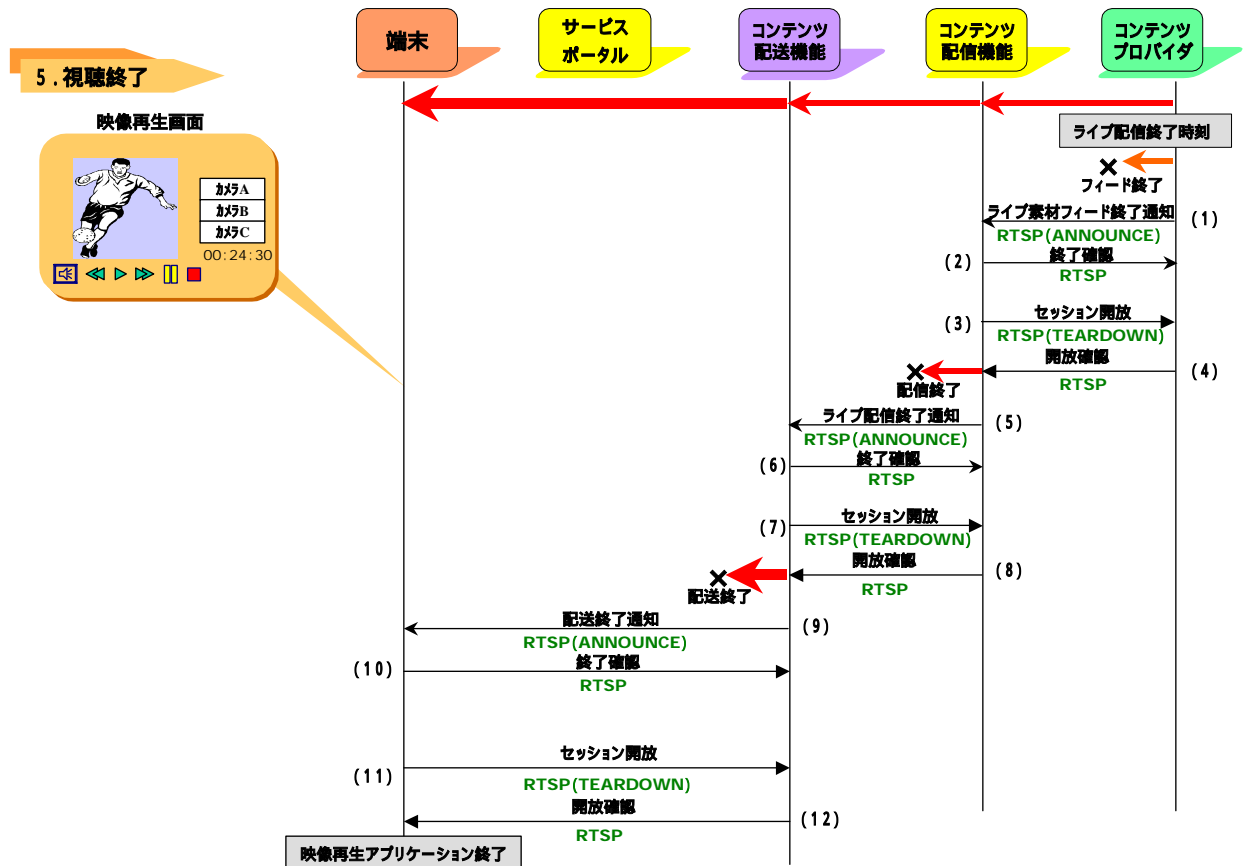 端末
サービス
ポータル
コンテンツ
配送機能
コンテンツ
配信機能
コンテンツ
プロバイダ
5．視聴終了
映像再生画面
カメラA
カメラB
カメラC
00:24:30
ライブ配信終了時刻
フィード終了
ライブ素材フィード終了通知
(1)
RTSP(ANNOUNCE)
(2)
終了確認
RTSP
セッション開放
(3)
RTSP(TEARDOWN)
開放確認
(4)
RTSP
配信終了
ライブ配信終了通知
(5)
RTSP(ANNOUNCE)
(6)
終了確認
RTSP
セッション開放
(7)
RTSP(TEARDOWN)
開放確認
(8)
RTSP
配送終了
配送終了通知
(9)
RTSP(ANNOUNCE)
(10)
終了確認
RTSP
セッション開放
(11)
RTSP(TEARDOWN)
開放確認
(12)
RTSP
映像再生アプリケーション終了